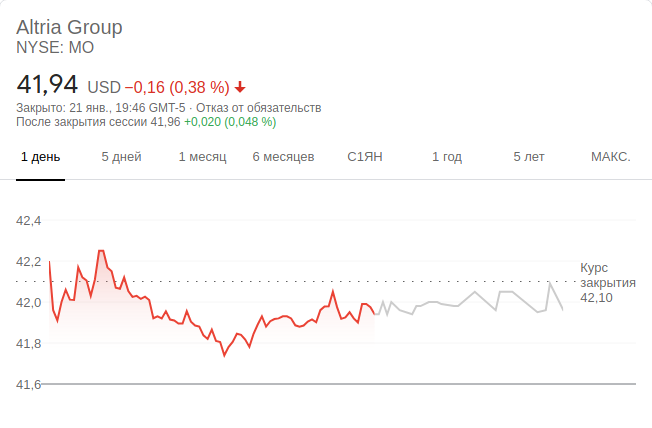 Altria Group
NYSE: MO
41,94 USD −0,16 (0,38 %)
Закрыто: 21 янв., 19:46 GMT-5 · Отказ от обязательств
После закрытия сессии 41,96 +0,020 (0,048 %)
1 день 5 дней 1 месяц 6 месяцев С1ЯН 1 год 5 лет МАКС.
42,4
42,2
42,0
41,8
41,6
Курс
закрытия
42,10